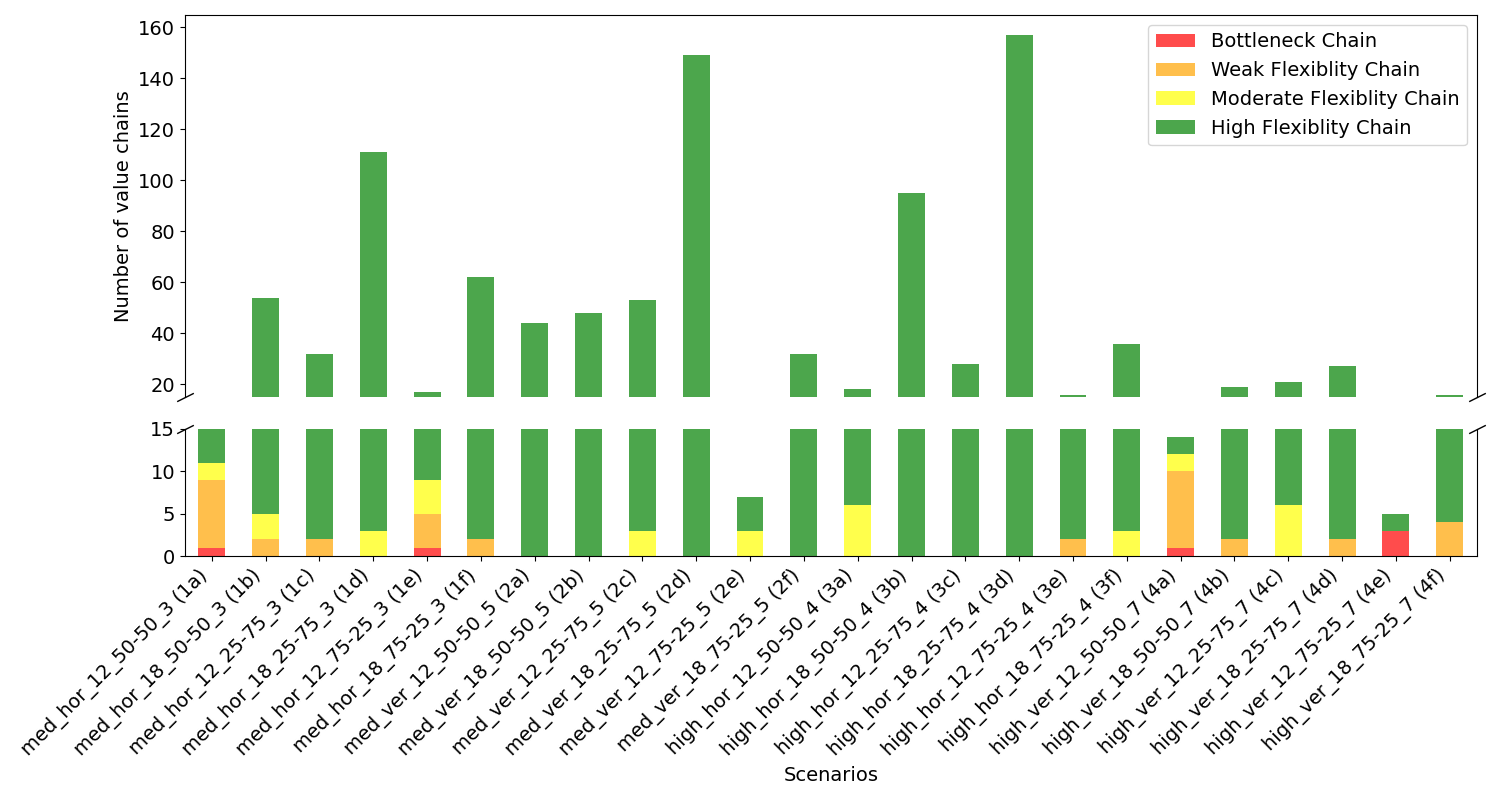 160
140
120
100
80
60
40
20
15
10
5
0
Number of value chains
Bottleneck Chain
Weak Flexiblity Chain
Moderate Flexiblity Chain
High Flexiblity Chain
med_hor_12_50-50_3 (1a)
med_hor_18_50-50_3 (1b)
med_hor_12_25-75_3 (1c)
med_hor_18_25-75_3 (1d)
med_hor_12_75-25_3 (1e)
med_hor_18_75-25_3 (1f)
med_ver_12_50-50_5 (2a)
med_ver_18_50-50_5 (2b)
med_ver_12_25-75_5 (2c)
med_ver_18_25-75_5 (2d)
med_ver_12_75-25_5 (2e)
med_ver_18_75-25_5 (2f)
high_hor_12_50-50_4 (3a)
high_hor_18_50-50_4 (3b)
high_hor_12_25-75_4 (3c)
high_hor_18_25-75_4 (3d)
high_hor_12_75-25_4 (3e)
high_hor_18_75-25_4 (3f)
high_ver_12_50-50_7 (4a)
high_ver_18_50-50_7 (4b)
high_ver_12_25-75_7 (4c)
high_ver_18_25-75_7 (4d)
high_ver_12_75-25_7 (4e)
high_ver_18_75-25_7 (4f)
Scenarios